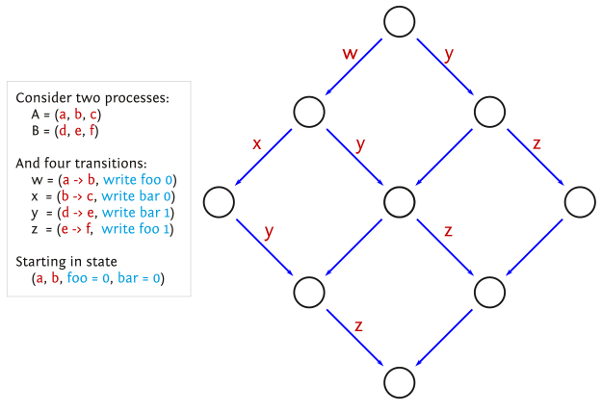 Consider two processes:
A = (a, b, c)
B = (d, e, f)
And four transitions:
w = (a -> b, write foo 0)
x = (b -> c, write bar 0)
y = (d -> e, write bar 1)
z = (e -> f, write foo 1)
Starting in state
(a, b, foo = 0, bar = 0)
w
y
x
y
z
y
z
z